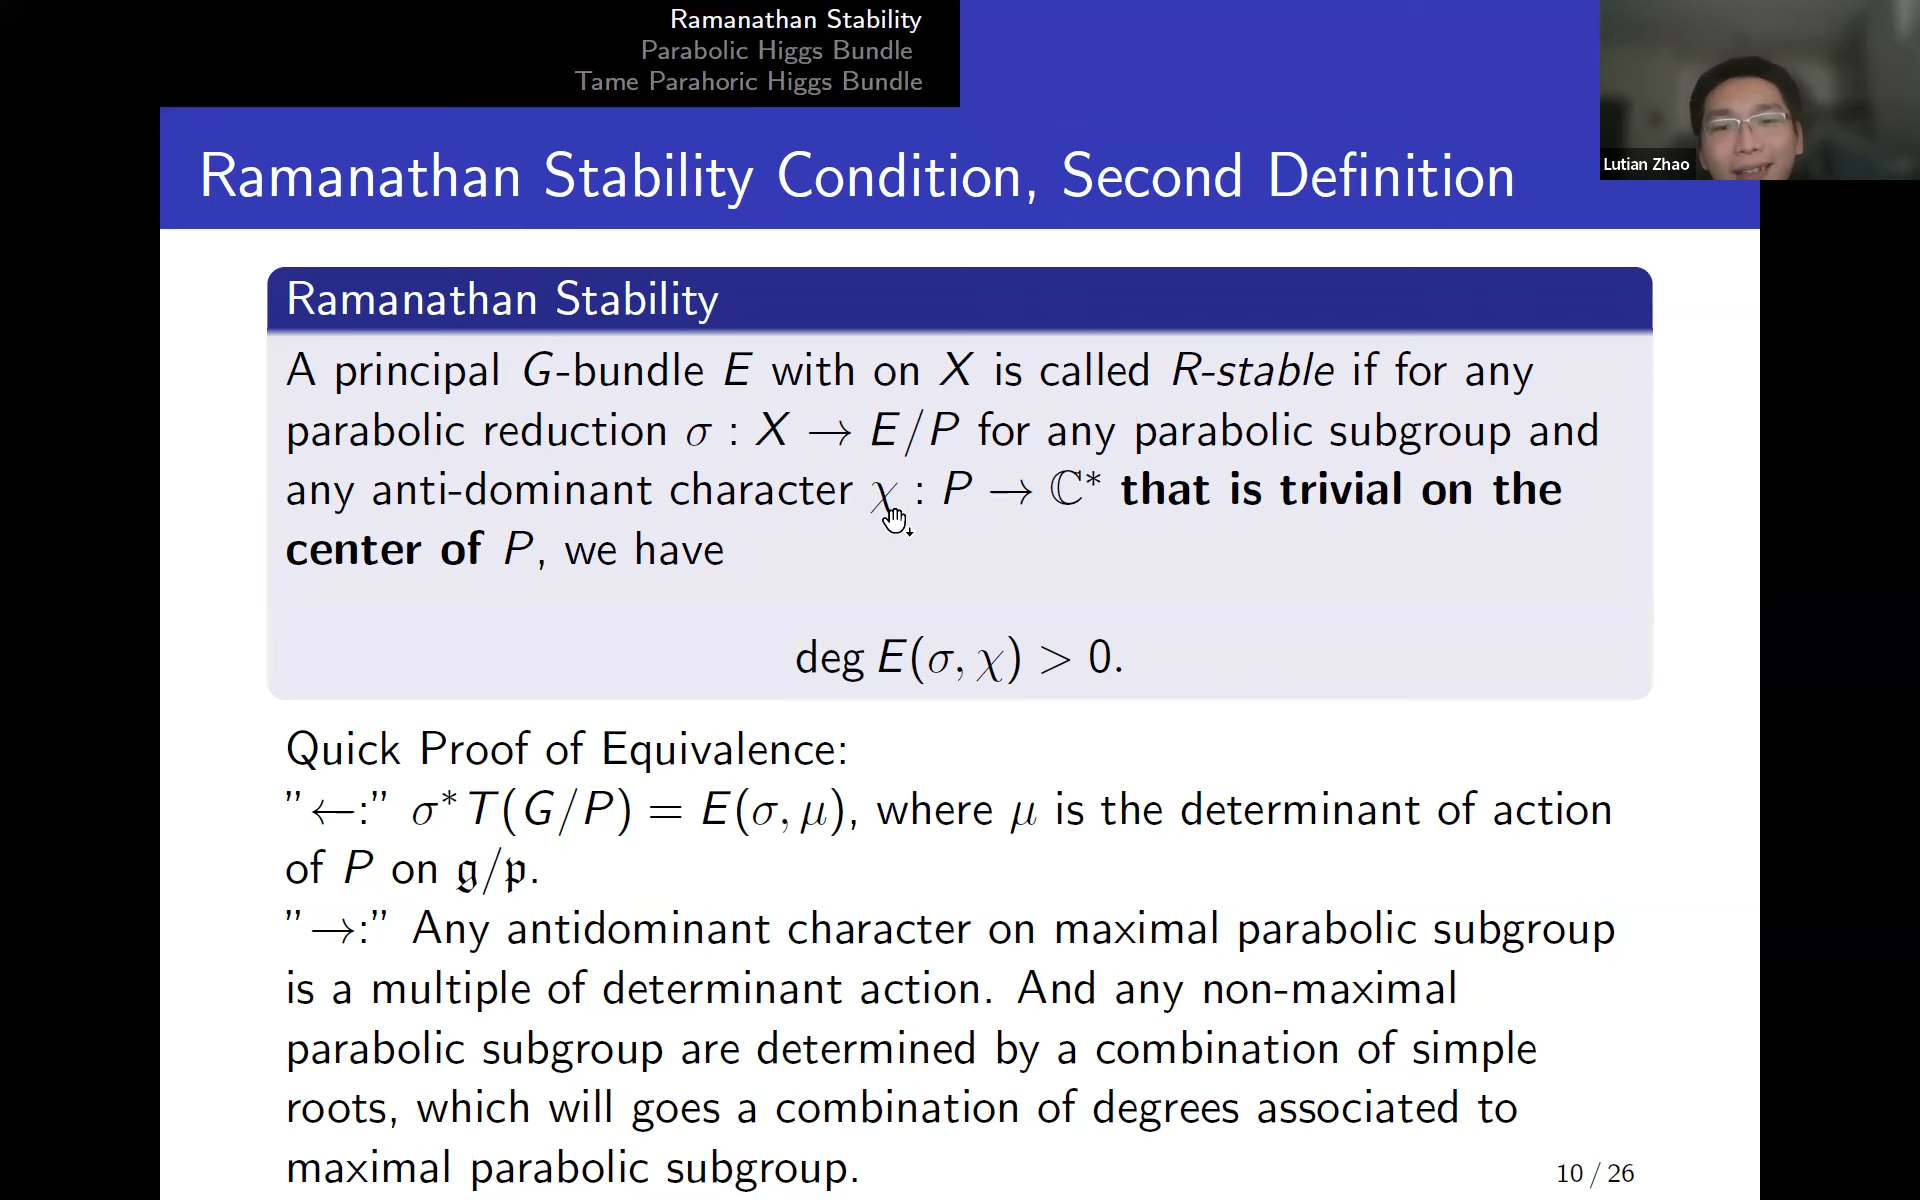 Ramanathan Stability
Parabolic Higgs Bundle
Tame Parahoric Higgs Bundle
Lutian Zhao
Ramanathan Stability Condition, Second Definition
Ramanathan Stability
A principal G-bundle E with on X is called R-stable if for any
parabolic reduction σ : X → E/P for any parabolic subgroup and
any anti-dominant character χ : P → ℂ* that is trivial on the
center of P, we have
deg E(σ, χ) > 0.
Quick Proof of Equivalence:
"←:" σ*T(G/P) = E(σ, μ), where μ is the determinant of action
of P on 𝔤/𝔭.
"→:" Any antidominant character on maximal parabolic subgroup
is a multiple of determinant action. And any non-maximal
parabolic subgroup are determined by a combination of simple
roots, which will goes a combination of degrees associated to
maximal parabolic subgroup.
10 / 26